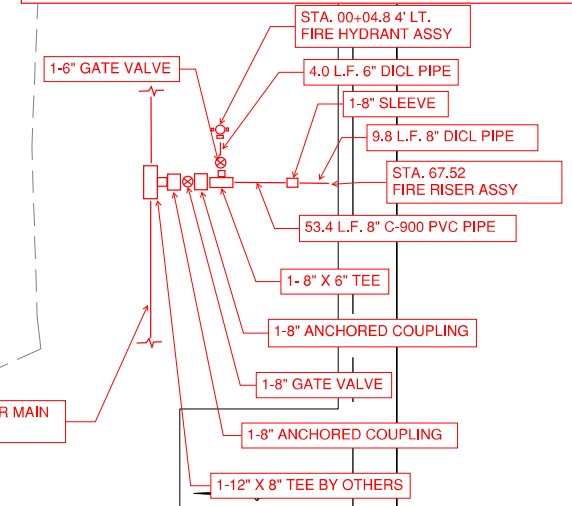 STA. 00+04.8 4' LT.
FIRE HYDRANT ASSY
1-6" GATE VALVE
4.0 L.F. 6" DICL PIPE
1-8" SLEEVE
9.8 L.F. 8" DICL PIPE
STA. 67.52
FIRE RISER ASSY
53.4 L.F. 8" C-900 PVC PIPE
1- 8" X 6" TEE
1-8" ANCHORED COUPLING
1-8" GATE VALVE
R MAIN
1-8" ANCHORED COUPLING
1-12" X 8" TEE BY OTHERS